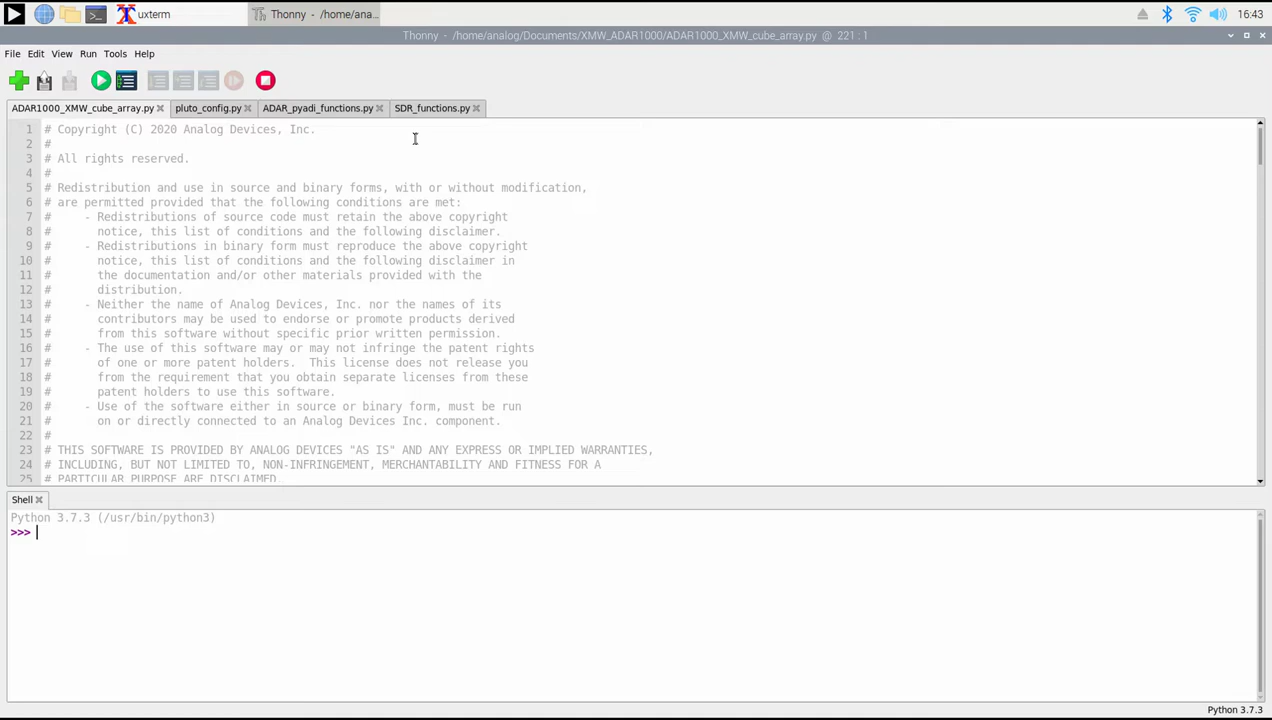 uxterm
Thonny - /home/ana...
16:43
Thonny - /home/analog/Documents/XMW_ADAR1000/ADAR1000_XMW_cube_array.py @ 221 : 1
File Edit View Run Tools Help
ADAR1000_XMW_cube_array.py pluto_config.py ADAR_pyadi_functions.py SDR_functions.py
1 # Copyright (C) 2020 Analog Devices, Inc.
2 #
3 # All rights reserved.
4 #
5 # Redistribution and use in source and binary forms, with or without modification,
6 # are permitted provided that the following conditions are met:
7 #     - Redistributions of source code must retain the above copyright
8 #       notice, this list of conditions and the following disclaimer.
9 #     - Redistributions in binary form must reproduce the above copyright
10 #       notice, this list of conditions and the following disclaimer in
11 #       the documentation and/or other materials provided with the
12 #       distribution.
13 #     - Neither the name of Analog Devices, Inc. nor the names of its
14 #       contributors may be used to endorse or promote products derived
15 #       from this software without specific prior written permission.
16 #     - The use of this software may or may not infringe the patent rights
17 #       of one or more patent holders.  This license does not release you
18 #       from the requirement that you obtain separate licenses from these
19 #       patent holders to use this software.
20 #     - Use of the software either in source or binary form, must be run
21 #       on or directly connected to an Analog Devices Inc. component.
22 #
23 # THIS SOFTWARE IS PROVIDED BY ANALOG DEVICES "AS IS" AND ANY EXPRESS OR IMPLIED WARRANTIES,
24 # INCLUDING, BUT NOT LIMITED TO, NON-INFRINGEMENT, MERCHANTABILITY AND FITNESS FOR A
25 # PARTICULAR PURPOSE ARE DISCLAIMED.
Shell
Python 3.7.3 (/usr/bin/python3)
>>>
Python 3.7.3